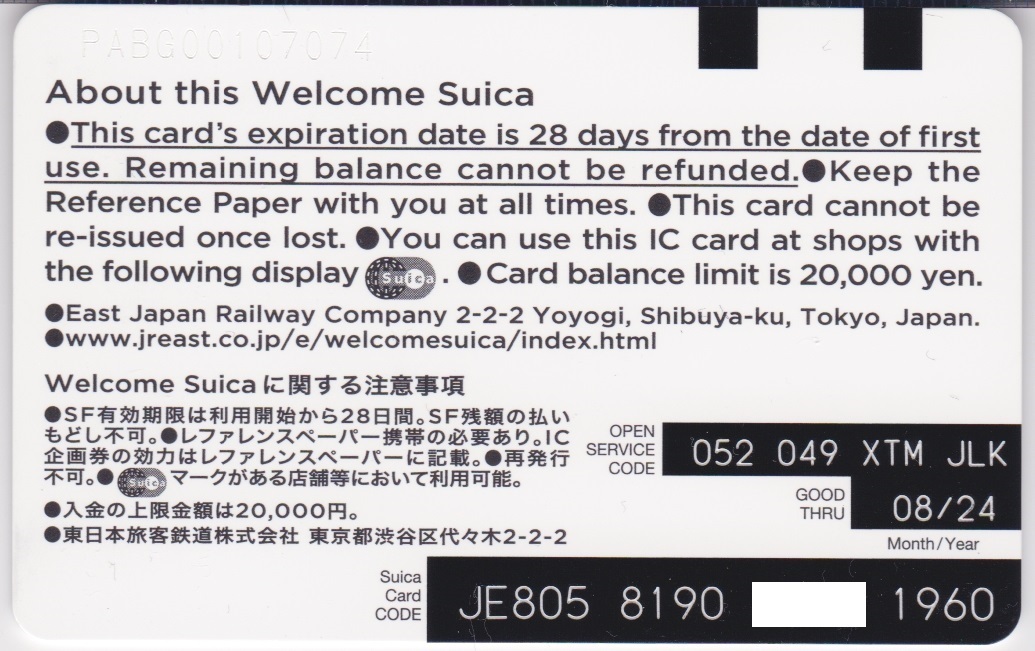 PABG00107074
About this Welcome Suica
●This card's expiration date is 28 days from the date of first
use. Remaining balance cannot be refunded.●Keep the
Reference Paper with you at all times. ●This card cannot be
re-issued once lost. ●You can use this IC card at shops with
the following display Suica . ●Card balance limit is 20,000 yen.
●East Japan Railway Company 2-2-2 Yoyogi, Shibuya-ku, Tokyo, Japan.
●www.jreast.co.jp/e/welcomesuica/index.html
Welcome Suicaに関する注意事項
●SF有効期限は利用開始から28日間。SF残額の払い
もどし不可。●レファレンスペーパー携帯の必要あり。IC
企画券の効力はレファレンスペーパーに記載。●再発行
不可。● Suica マークがある店舗等において利用可能。
●入金の上限金額は20,000円。
●東日本旅客鉄道株式会社 東京都渋谷区代々木2-2-2
OPEN
SERVICE
CODE
052 049 XTM JLK
GOOD
THRU
08/24
Month/Year
Suica
Card
CODE
JE805 8190 1960